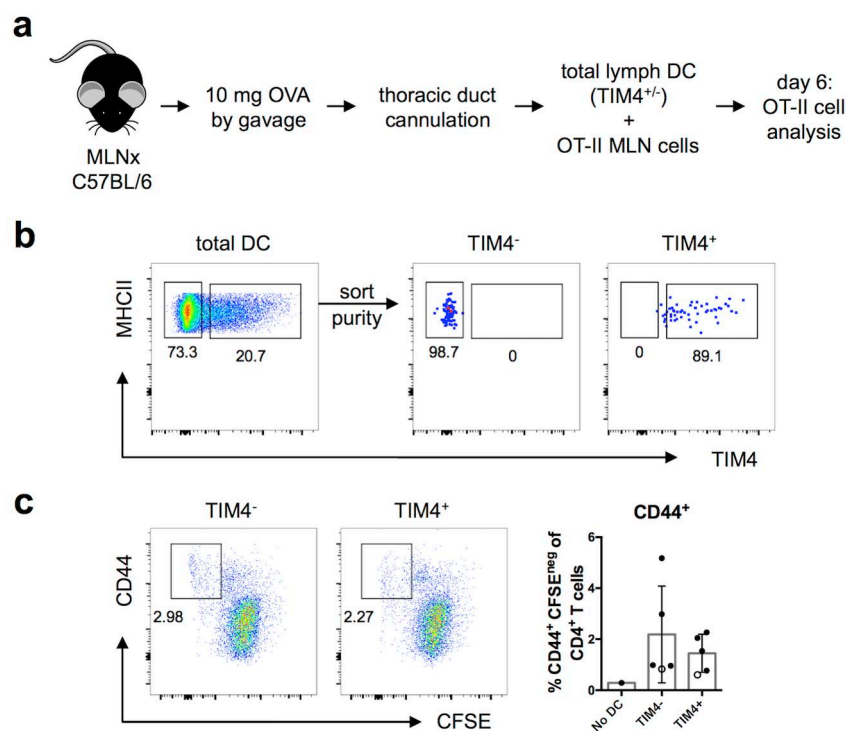 a
MLNx
C57BL/6
10 mg OVA
by gavage
thoracic duct
cannulation
total lymph DC
(TIM4+/-)
+
OT-II MLN cells
day 6:
OT-II cell
analysis
b
total DC
TIM4-
TIM4+
MHCII
73.3
20.7
sort
purity
98.7
0
0
89.1
TIM4
c
TIM4-
TIM4+
CD44
2.98
2.27
CFSE
CD44+
% CD44+ CFSEneg of
CD4+ T cells
6
4
2
0
No DC
TIM4-
TIM4+